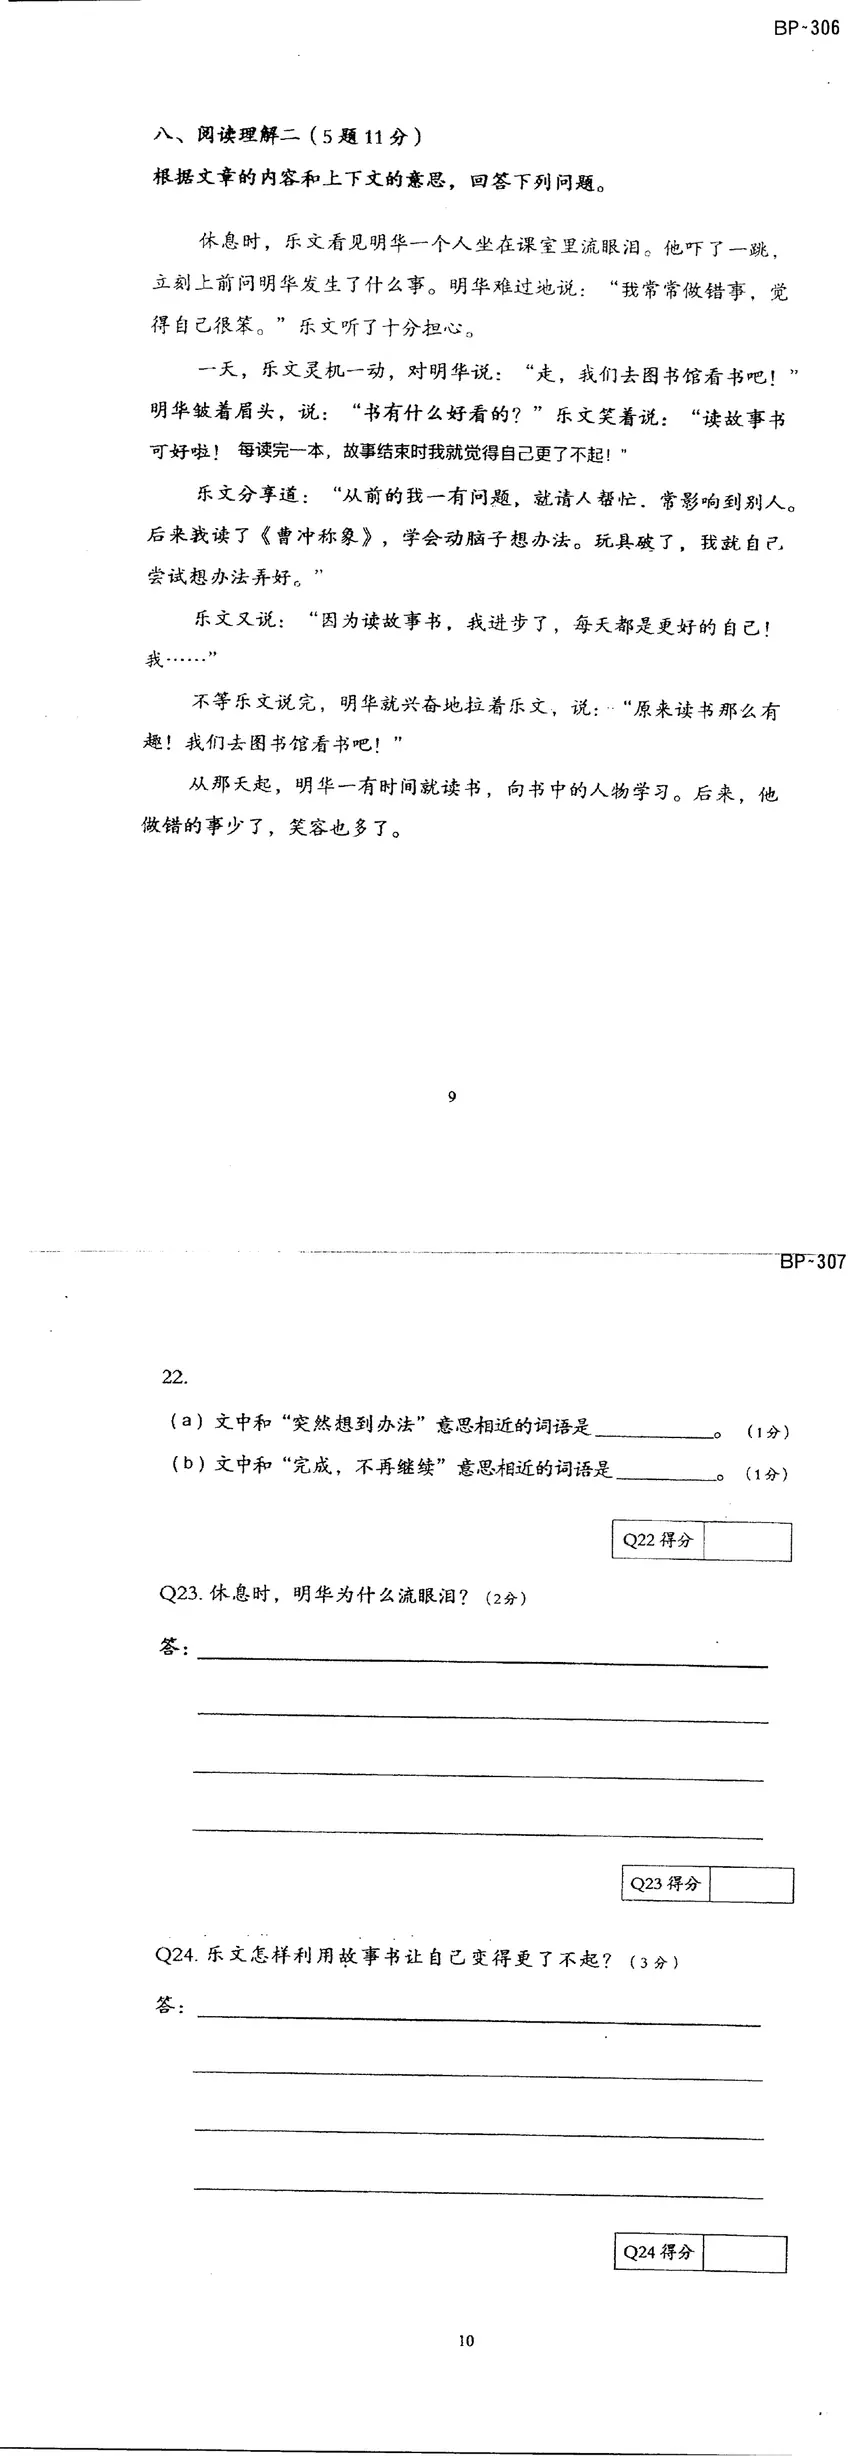 BP~306
八、阅读理解二（5题11分）
根据文章的内容和上下文的意思，回答下列问题。
休息时，乐文看见明华一个人坐在课室里流眼泪。他吓了一跳，
立刻上前问明华发生了什么事。明华难过地说：“我常常做错事，觉
得自己很笨。”乐文听了十分担心。
一天，乐文灵机一动，对明华说：“走，我们去图书馆看书吧！”
明华皱着眉头，说：“书有什么好看的？”乐文笑着说：“读故事书
可好啦！每读完一本，故事结束时我就觉得自己更了不起！"
乐文分享道：“从前的我一有问题，就请人帮忙．常影响到别人。
后来我读了《曹冲称象》，学会动脑子想办法。玩具破了，我就自己
尝试想办法弄好。”
乐文又说：“因为读故事书，我进步了，每天都是更好的自己！
我……”
不等乐文说完，明华就兴奋地拉着乐文，说：“原来读书那么有
趣！我们去图书馆看书吧！”
从那天起，明华一有时间就读书，向书中的人物学习。后来，他
做错的事少了，笑容也多了。
9
BP~307
22.
（a）文中和“突然想到办法”意思相近的词语是__________。（1分）
（b）文中和“完成，不再继续”意思相近的词语是__________。（1分）
Q22得分
Q23. 休息时，明华为什么流眼泪？（2分）
答：
Q23得分
Q24. 乐文怎样利用故事书让自己变得更了不起？（3分）
答：
Q24得分
10